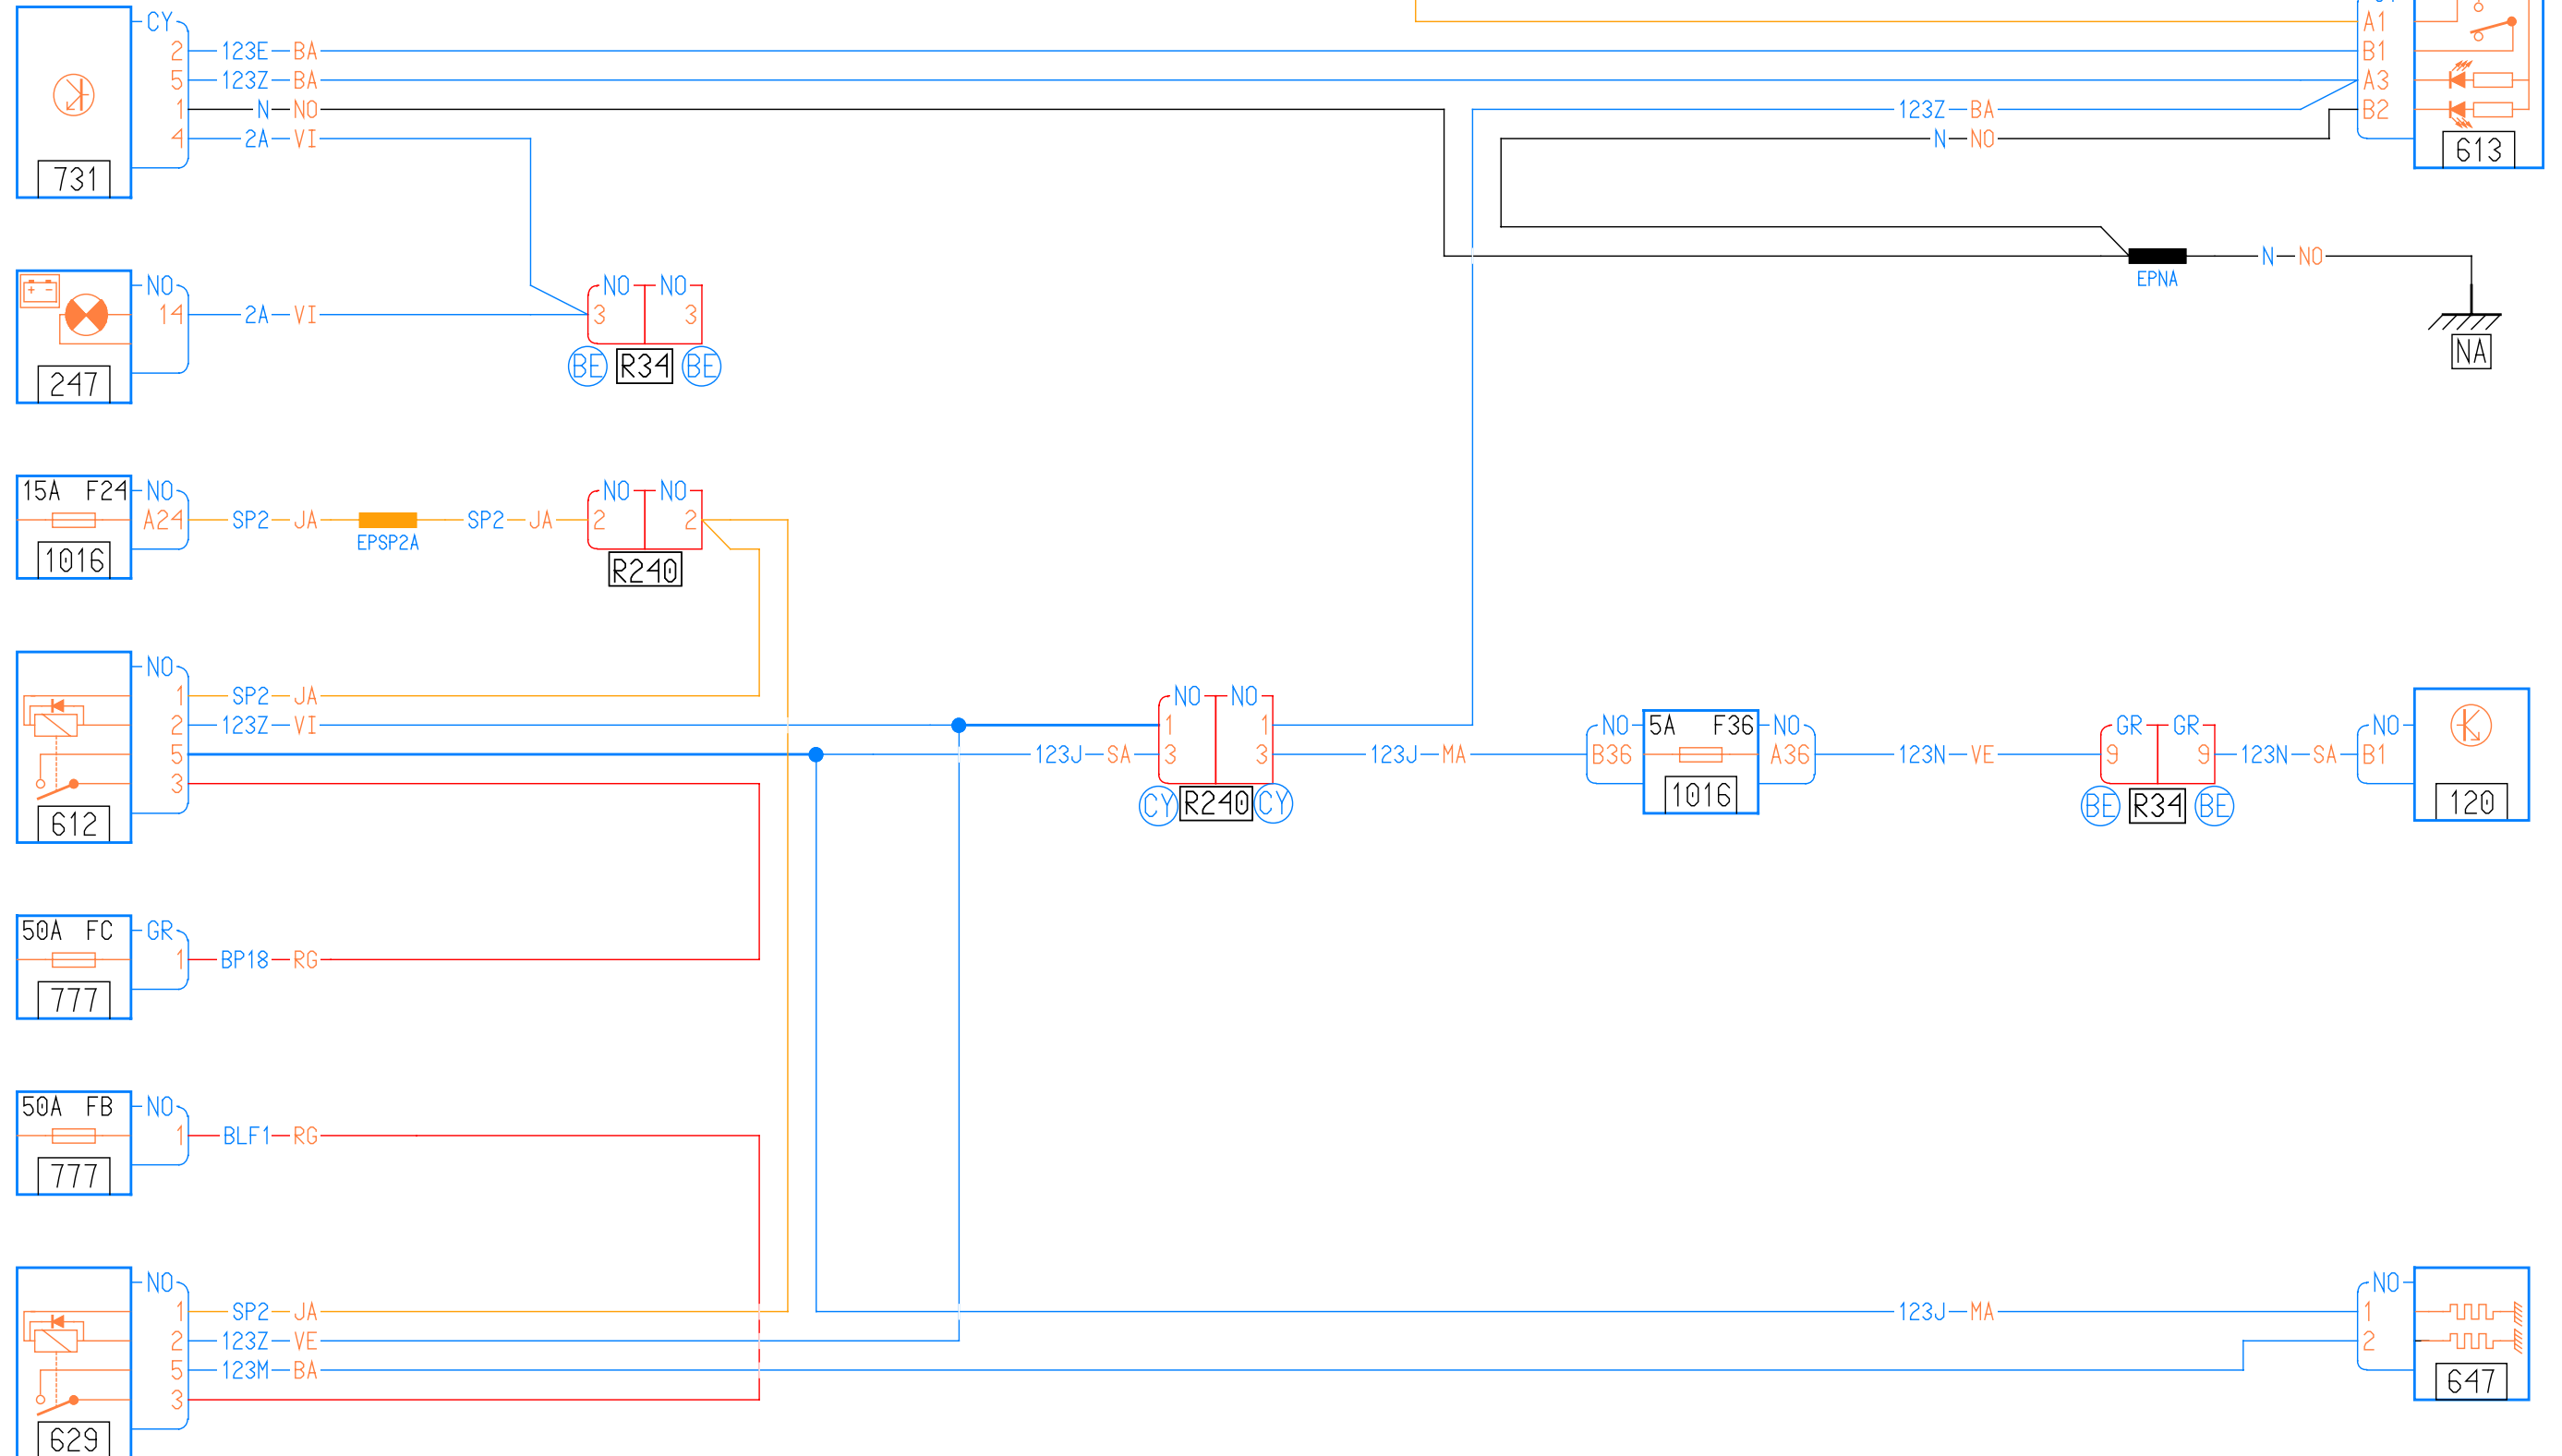 CY
A1
2 123E BA B1
5 123Z BA A3
1 N NO 123Z BA B2
4 2A VI N NO
731 613
N NO
EPNA
NA
NO NO NO
14 2A VI 3 3
247 BE R34 BE
15A F24 NO NO NO
A24 SP2 JA SP2 JA 2 2
EPSP2A
1016 R240
NO
1 SP2 JA NO NO
2 123Z VI 1 1 NO 5A F36 NO GR GR NO
5 123J SA 3 3 123J MA B36 A36 123N VE 9 9 123N SA B1
3
612 CY R240 CY 1016 BE R34 BE 120
50A FC GR
1 BP18 RG
777
50A FB NO
1 BLF1 RG
777
NO NO
1 SP2 JA 123J MA 1
2 123Z VE 2
5 123M BA
3 647
629